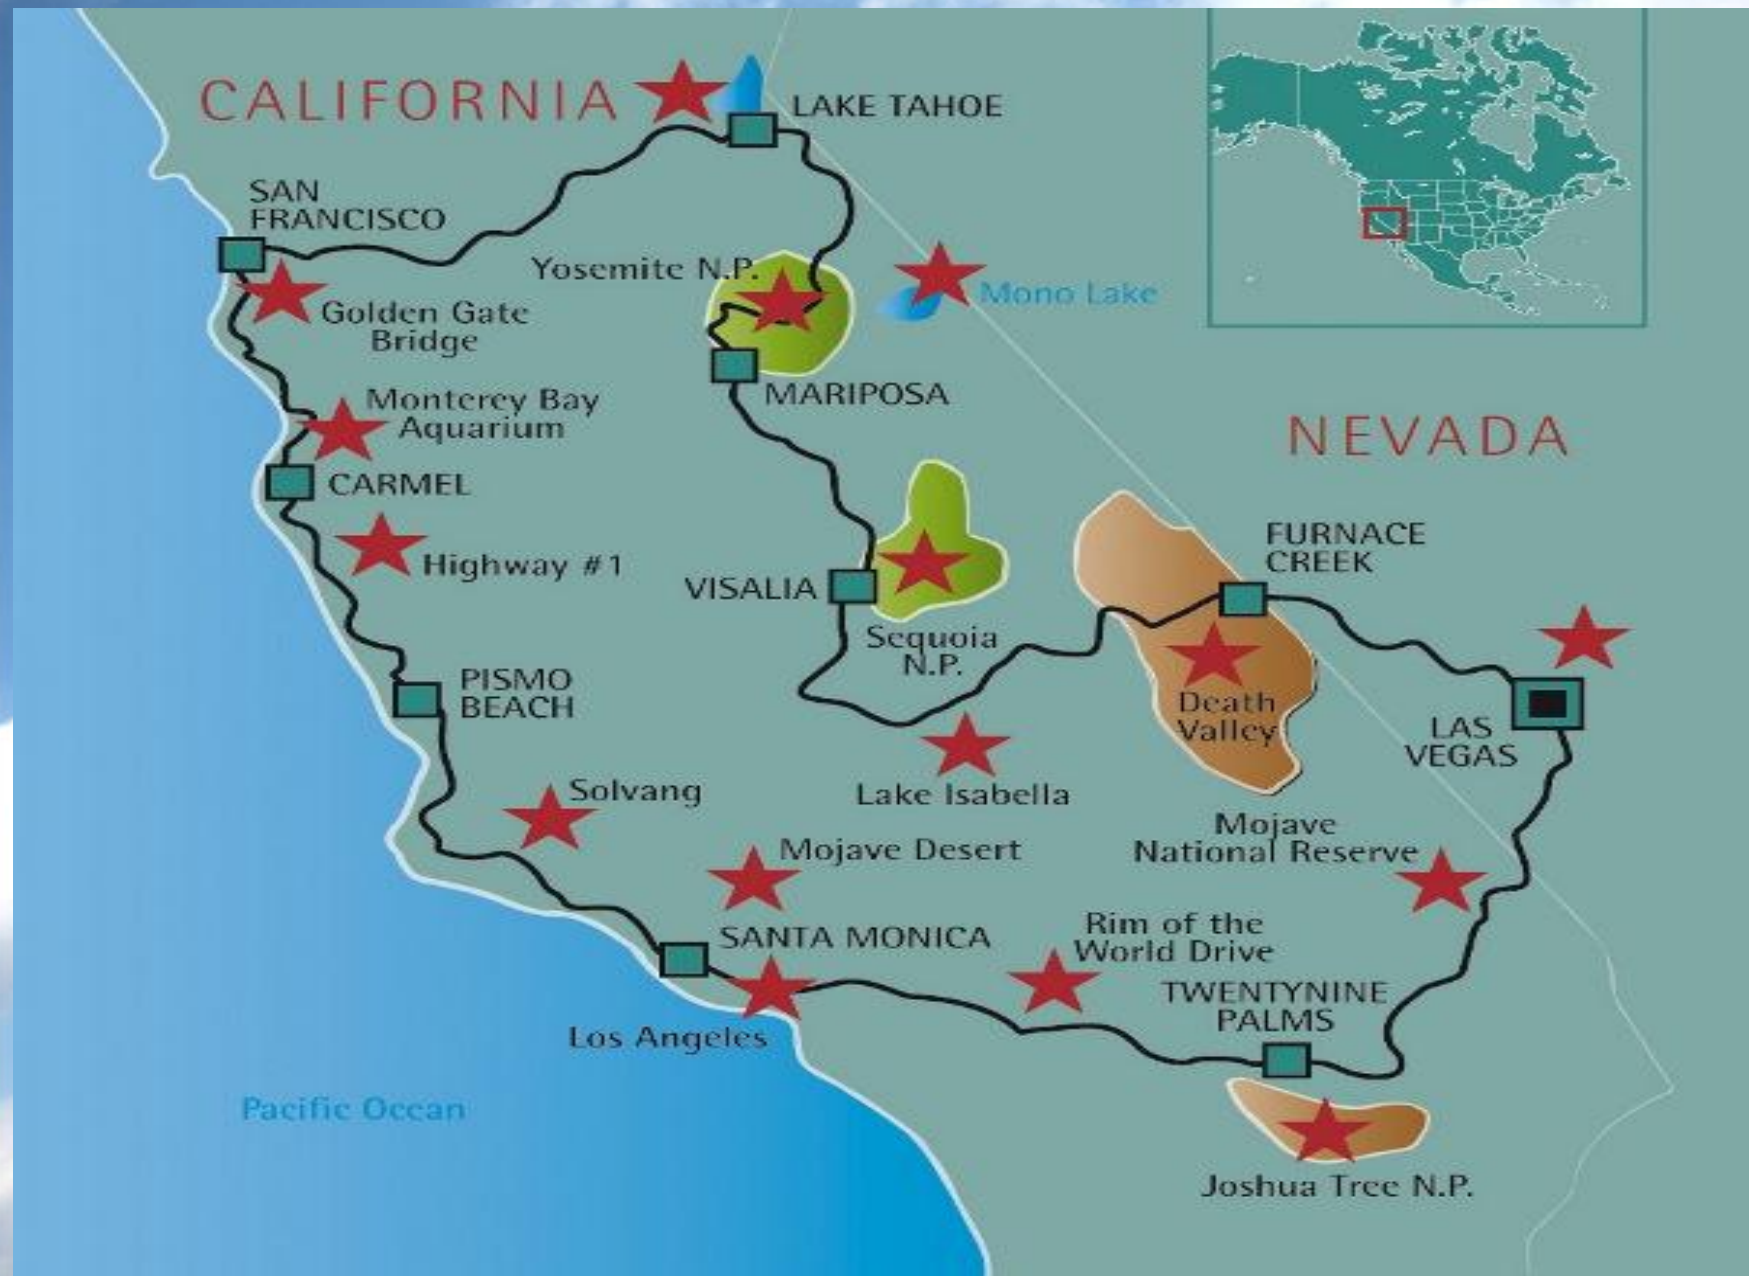 CALIFORNIA
LAKE TAHOE
SAN
FRANCISCO
Yosemite N.P.
Mono Lake
Golden Gate
Bridge
MARIPOSA
Monterey Bay
Aquarium
NEVADA
CARMEL
Highway #1
FURNACE
CREEK
VISALIA
Sequoia
N.P.
PISMO
BEACH
Death
Valley
LAS
VEGAS
Solvang
Lake Isabella
Mojave
National Reserve
Mojave Desert
Rim of the
World Drive
SANTA MONICA
TWENTYNINE
PALMS
Los Angeles
Pacific Ocean
Joshua Tree N.P.